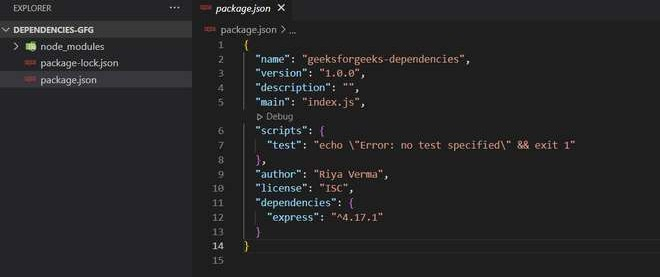 EXPLORER
DEPENDENCIES-GFG
node_modules
package-lock.json
package.json
package.json
package.json > ...
1 {
2 "name": "geeksforgeeks-dependencies",
3 "version": "1.0.0",
4 "description": "",
5 "main": "index.js",
Debug
6 "scripts": {
7 "test": "echo \"Error: no test specified\" && exit 1"
8 },
9 "author": "Riya Verma",
10 "license": "ISC",
11 "dependencies": {
12 "express": "^4.17.1"
13 }
14 }
15